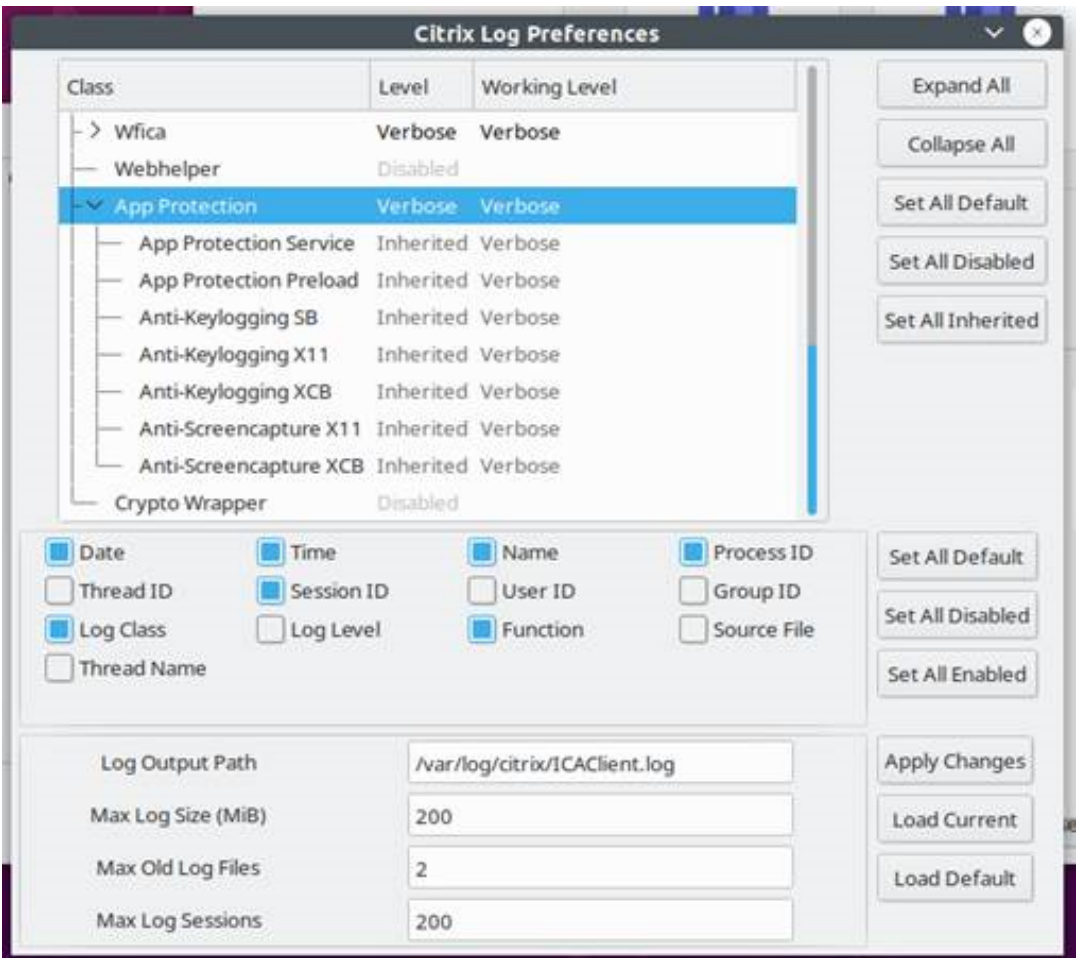 Citrix Log Preferences
Class Level Working Level
Wfica Verbose Verbose
Webhelper Disabled
App Protection Verbose Verbose
App Protection Service Inherited Verbose
App Protection Preload Inherited Verbose
Anti-Keylogging SB Inherited Verbose
Anti-Keylogging X11 Inherited Verbose
Anti-Keylogging XCB Inherited Verbose
Anti-Screencapture X11 Inherited Verbose
Anti-Screencapture XCB Inherited Verbose
Crypto Wrapper Disabled
Expand All
Collapse All
Set All Default
Set All Disabled
Set All Inherited
Date Time Name Process ID
Thread ID Session ID User ID Group ID
Log Class Log Level Function Source File
Thread Name
Set All Default
Set All Disabled
Set All Enabled
Log Output Path /var/log/citrix/ICAClient.log
Max Log Size (MiB) 200
Max Old Log Files 2
Max Log Sessions 200
Apply Changes
Load Current
Load Default